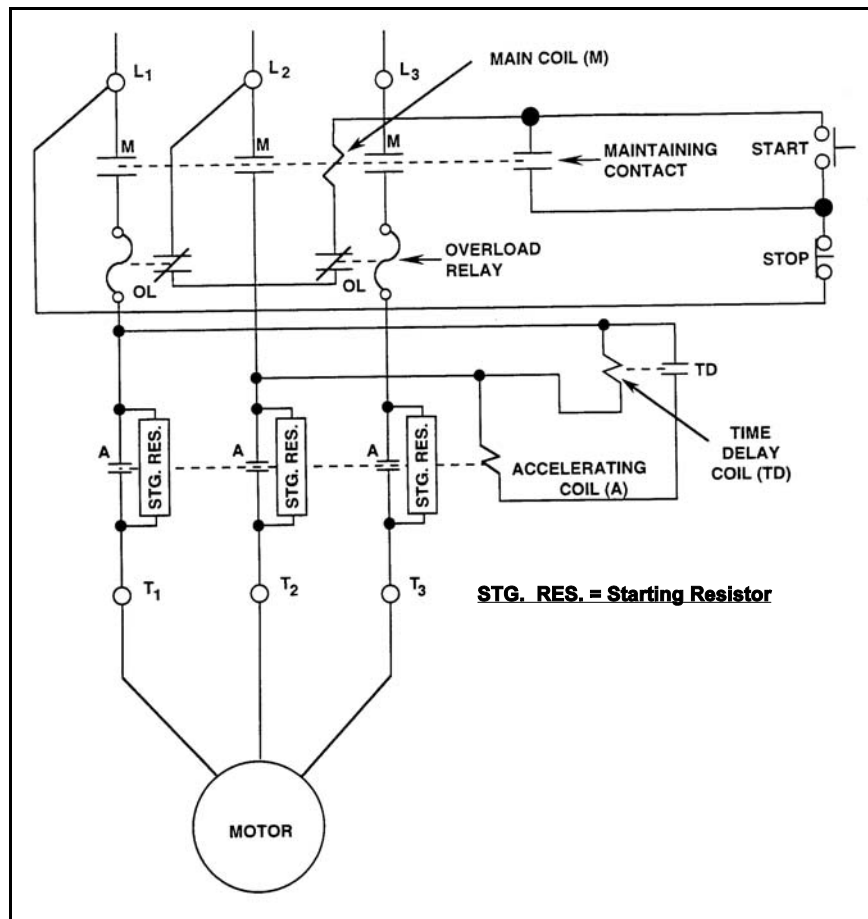 L1
L2
L3
MAIN COIL (M)
M
M
M
MAINTAINING
CONTACT
START
OVERLOAD
RELAY
STOP
OL
OL
TD
TIME
DELAY
COIL (TD)
A
STG. RES.
A
STG. RES.
A
STG. RES.
ACCELERATING
COIL (A)
T1
T2
T3
STG. RES. = Starting Resistor
MOTOR